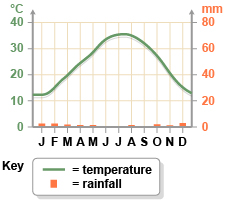 °C mm
40 80
30 60
20 40
10 20
0 0
J F M A M J J A S O N D
Key
= temperature
= rainfall